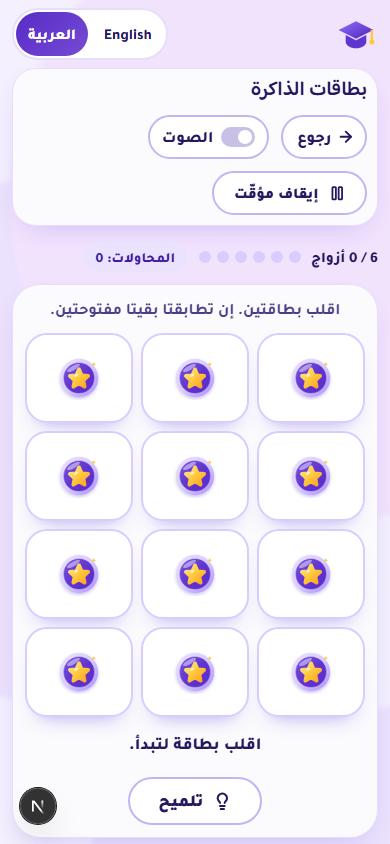 العربية English
بطاقات الذاكرة
رجوع الصوت
إيقاف مؤقّت
0 / 6 أزواج المحاولات: 0
اقلب بطاقتين. إن تطابقتا بقيتا مفتوحتين.
اقلب بطاقة لتبدأ.
تلميح
N